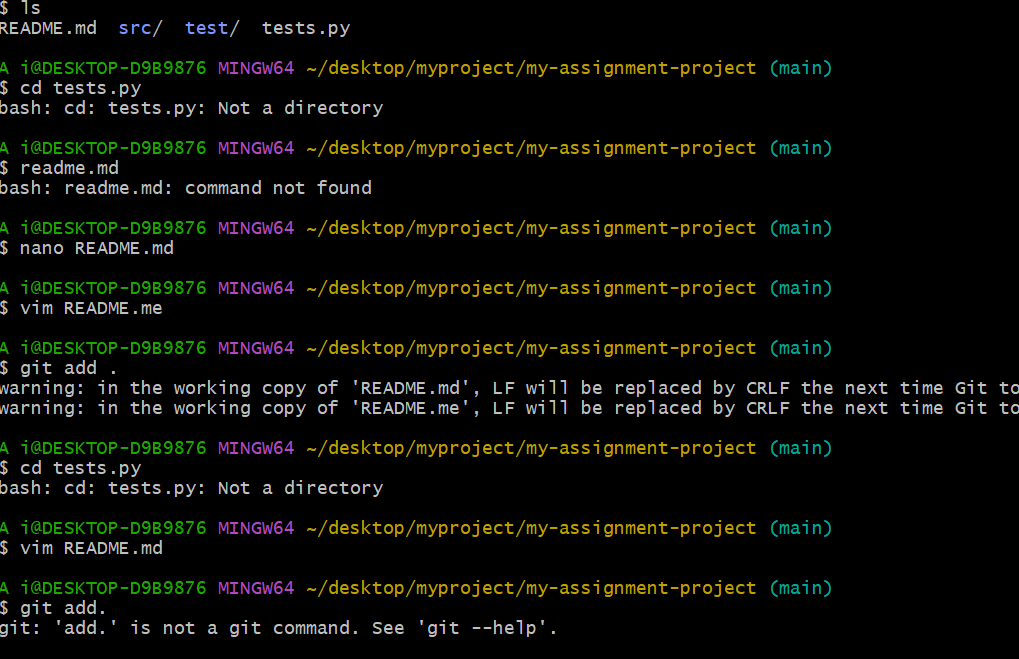 $ ls
README.md  src/  test/  tests.py
A i@DESKTOP-D9B9876 MINGW64 ~/desktop/myproject/my-assignment-project (main)
$ cd tests.py
bash: cd: tests.py: Not a directory
A i@DESKTOP-D9B9876 MINGW64 ~/desktop/myproject/my-assignment-project (main)
$ readme.md
bash: readme.md: command not found
A i@DESKTOP-D9B9876 MINGW64 ~/desktop/myproject/my-assignment-project (main)
$ nano README.md
A i@DESKTOP-D9B9876 MINGW64 ~/desktop/myproject/my-assignment-project (main)
$ vim README.me
A i@DESKTOP-D9B9876 MINGW64 ~/desktop/myproject/my-assignment-project (main)
$ git add .
warning: in the working copy of 'README.md', LF will be replaced by CRLF the next time Git to
warning: in the working copy of 'README.me', LF will be replaced by CRLF the next time Git to
A i@DESKTOP-D9B9876 MINGW64 ~/desktop/myproject/my-assignment-project (main)
$ cd tests.py
bash: cd: tests.py: Not a directory
A i@DESKTOP-D9B9876 MINGW64 ~/desktop/myproject/my-assignment-project (main)
$ vim README.md
A i@DESKTOP-D9B9876 MINGW64 ~/desktop/myproject/my-assignment-project (main)
$ git add.
git: 'add.' is not a git command. See 'git --help'.